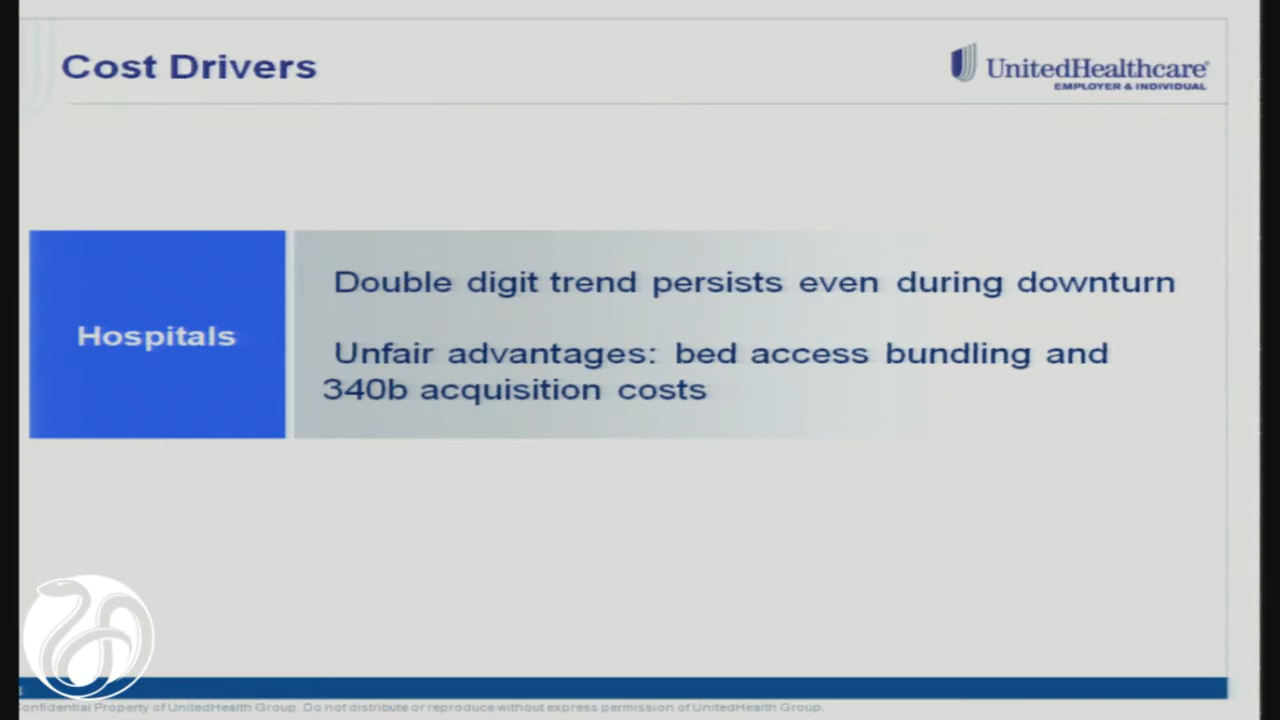 Cost Drivers
UnitedHealthcare®
EMPLOYER & INDIVIDUAL
Hospitals
Double digit trend persists even during downturn
Unfair advantages: bed access bundling and
340b acquisition costs
onfidential Property of UnitedHealth Group. Do not distribute or reproduce without express permission of UnitedHealth Group.